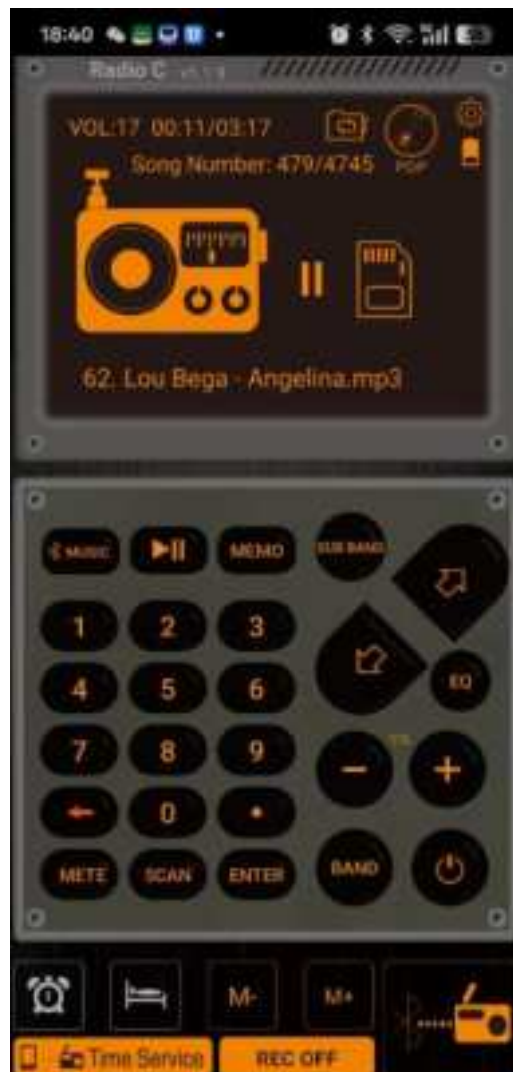 18:40
Radio C
VOL:17 00:11/03:17
Song Number: 479/4745
62. Lou Bega - Angelina.mp3
MUSIC MEMO SUB BAND
1 2 3
4 5 6 EQ
7 8 9
0 .
METE SCAN ENTER BAND
M- M+
Time Service REC OFF